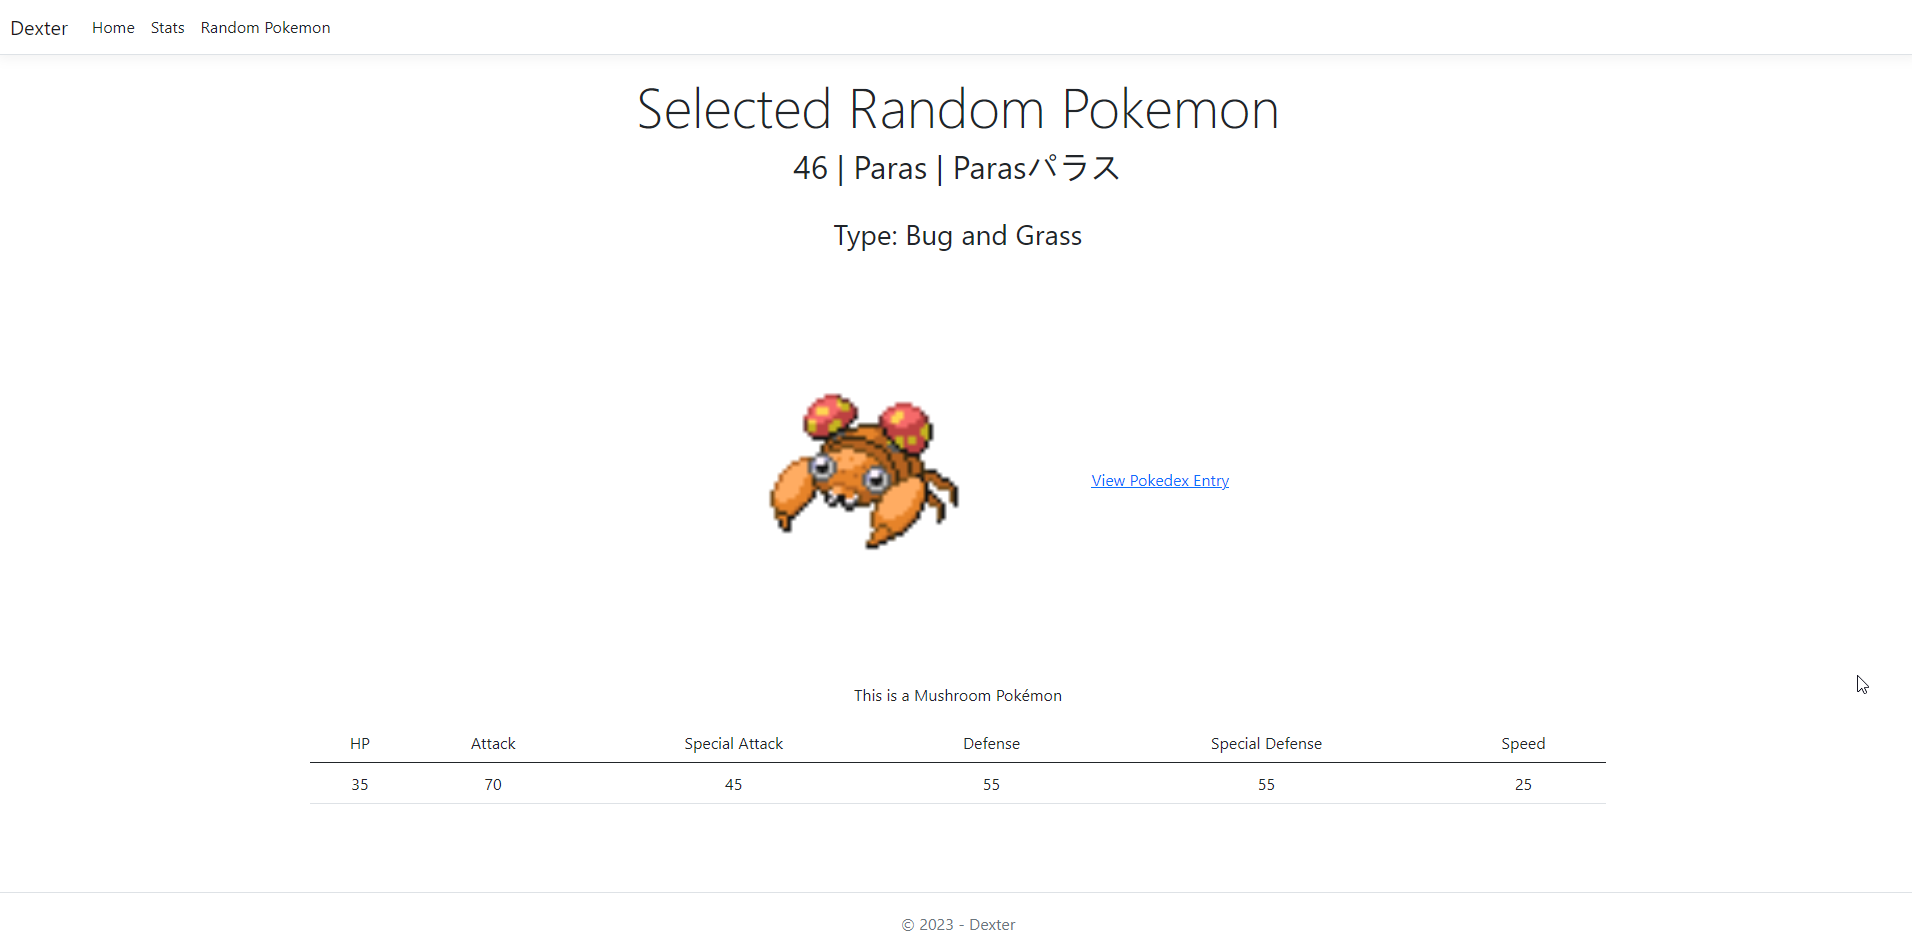 Dexter Home Stats Random Pokemon
Selected Random Pokemon
46 | Paras | Parasパラス
Type: Bug and Grass
View Pokedex Entry
This is a Mushroom Pokémon
HP Attack Special Attack Defense Special Defense Speed
35 70 45 55 55 25
© 2023 - Dexter